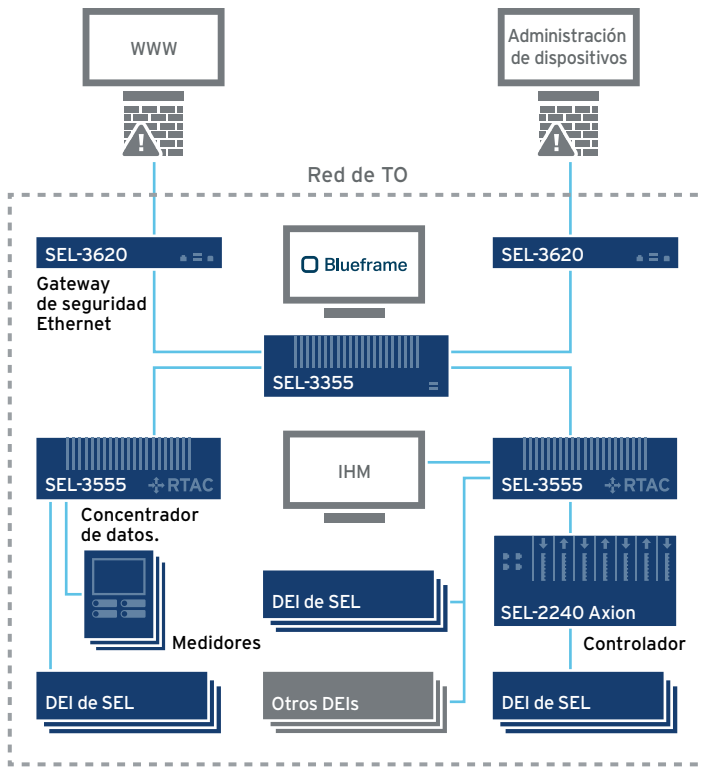 WWW
Administración
de dispositivos
Red de TO
SEL-3620
Gateway
de seguridad
Ethernet
Blueframe
SEL-3620
SEL-3355
SEL-3555
RTAC
Concentrador
de datos.
IHM
SEL-3555
RTAC
Medidores
DEI de SEL
SEL-2240 Axion
Controlador
DEI de SEL
Otros DEIs
DEI de SEL